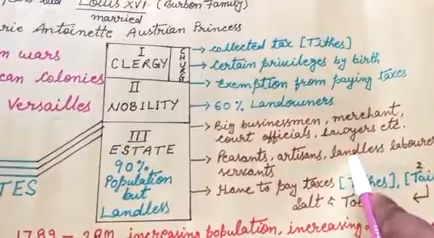 Louis XVI (Burbon Family)
married
rie Antoinette Austrian Princess
m wars
can Colonies
Versailles
TES
I
CLERGY
II
NOBILITY
III
ESTATE
90%
Population
but
Landless
→ collected tax [Tithes]
→ Certain privileges by birth
→ Exemption from paying taxes
→ 60% Landowners
→ Big businessmen, merchant,
court officials, Lawyers etc.
→ Peasants, artisans, landless laboure
servants
→ Have to pay taxes [T hes], [Tai
2
Salt & To
1789 - increasing population, increasing